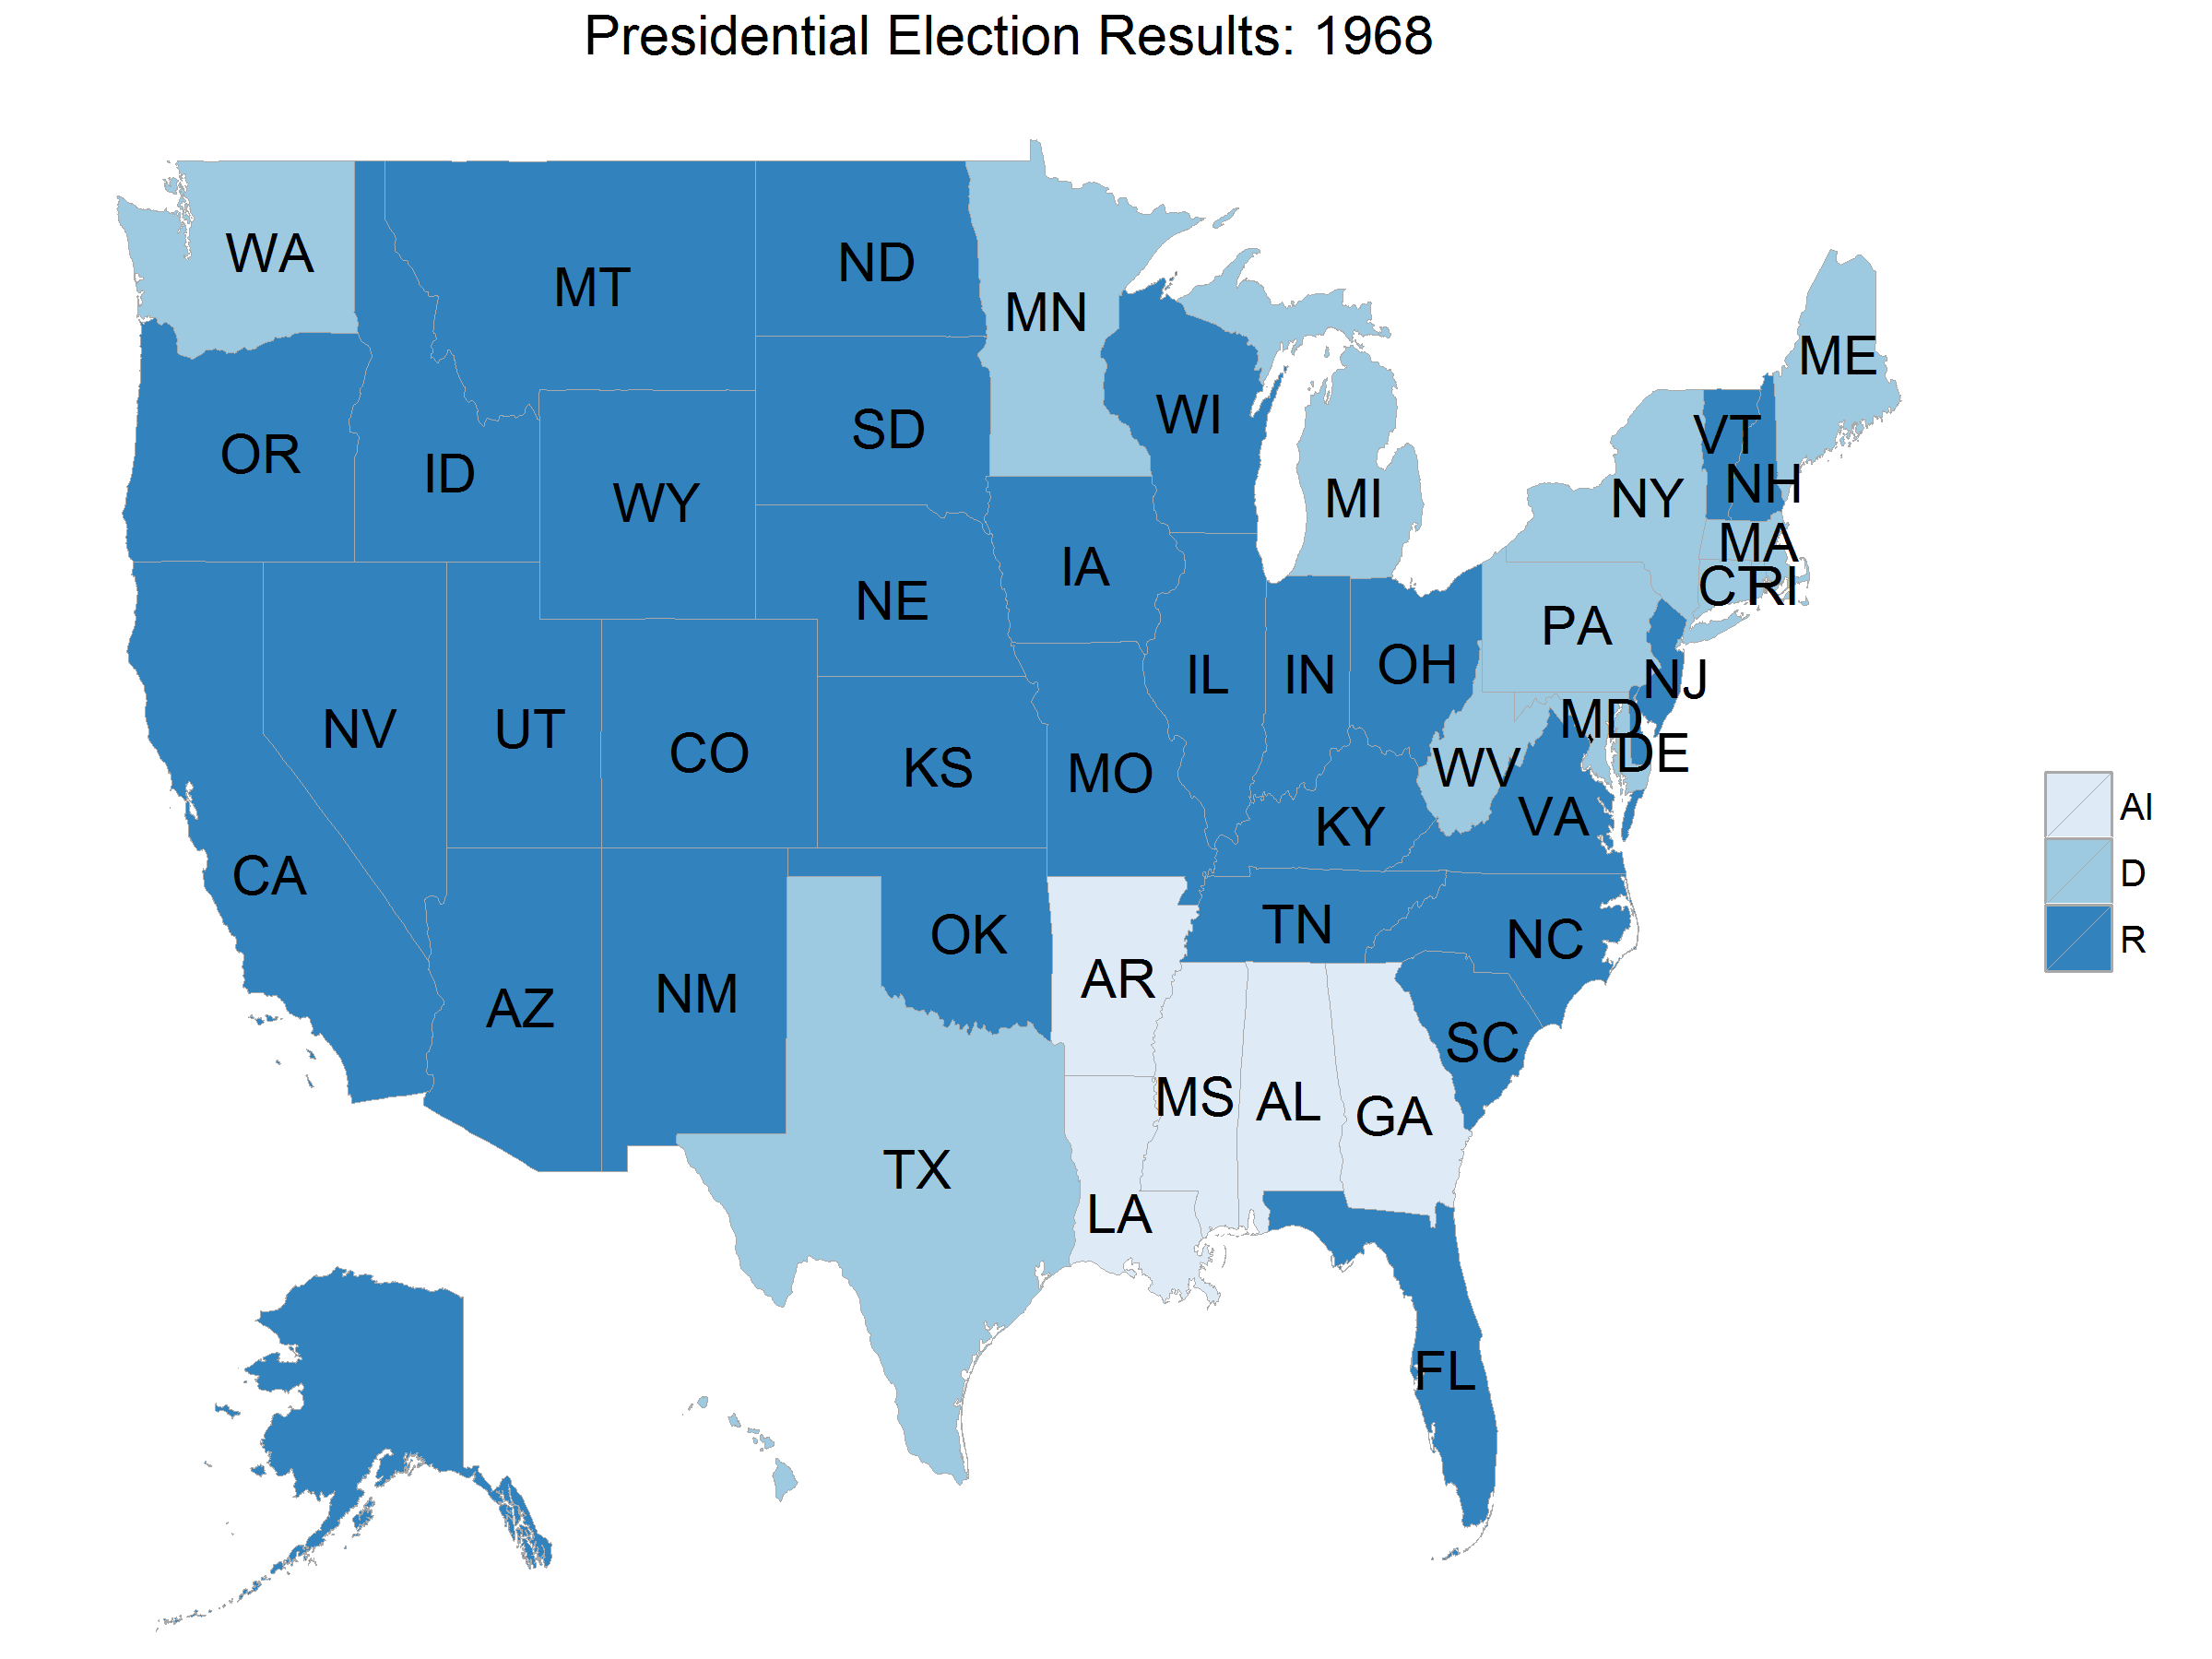 Presidential Election Results: 1968
WA
MT
ND
MN
ME
OR
ID
WY
SD
WI
MI
NY
VT
NH
MA
CT
RI
NV
UT
CO
NE
IA
IL
IN
OH
PA
NJ
MD
DE
WV
VA
KS
MO
KY
CA
AZ
NM
OK
AR
TN
NC
SC
TX
LA
MS
AL
GA
FL
AI
D
R